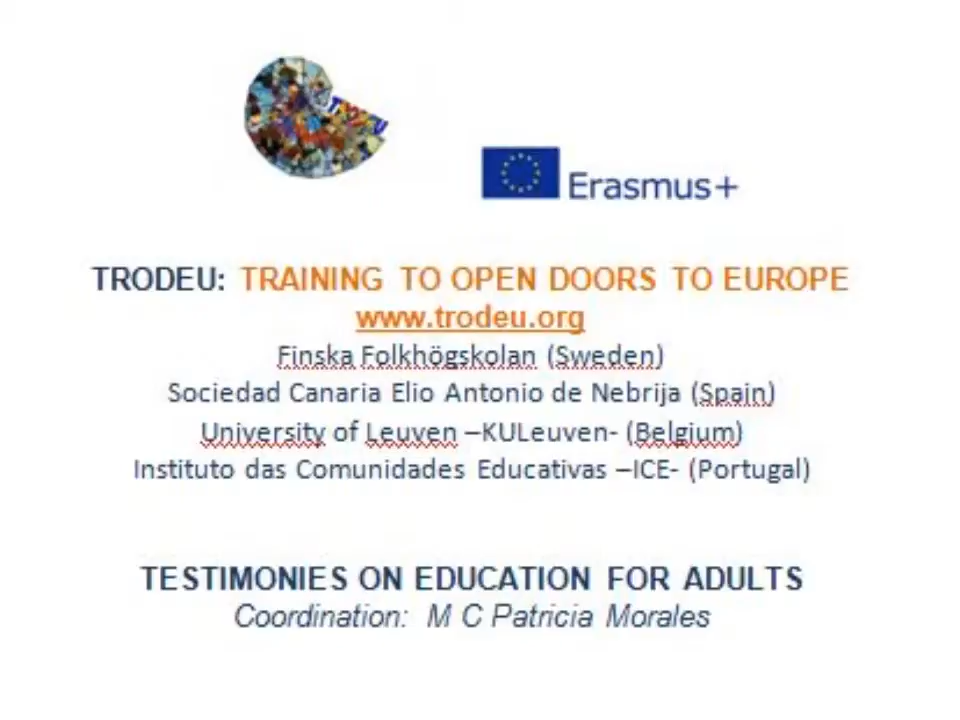 TRODEU
Erasmus+
TRODEU: TRAINING TO OPEN DOORS TO EUROPE
www.trodeu.org
Finska Folkhögskolan (Sweden)
Sociedad Canaria Elio Antonio de Nebrija (Spain)
University of Leuven –KULeuven- (Belgium)
Instituto das Comunidades Educativas –ICE- (Portugal)
TESTIMONIES ON EDUCATION FOR ADULTS
Coordination: M C Patricia Morales